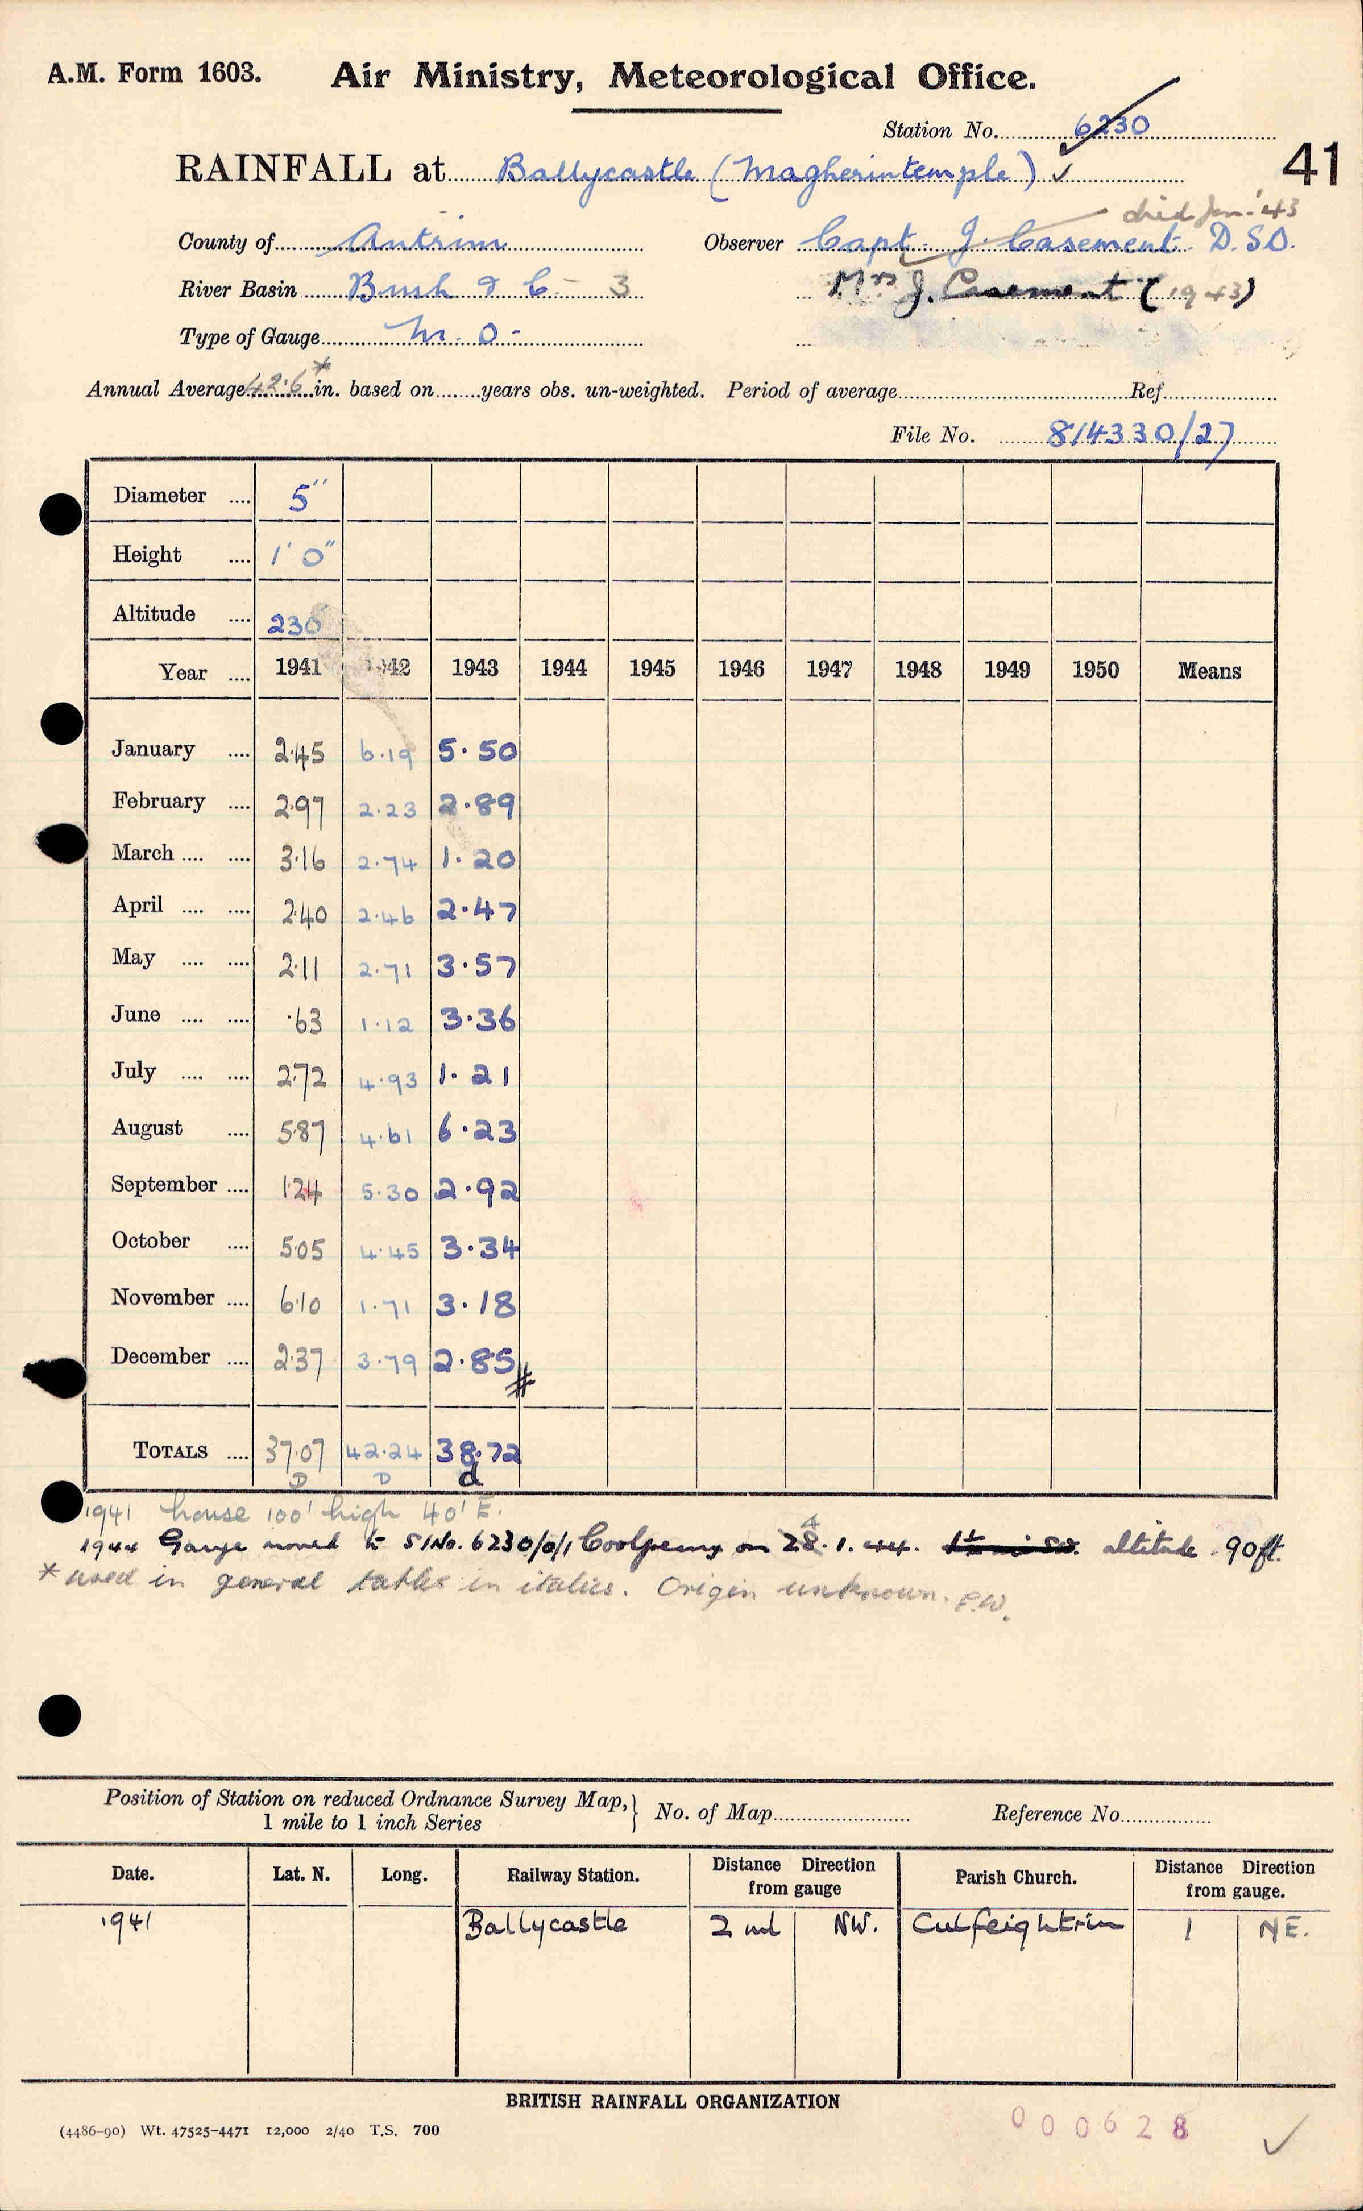 A.M. Form 1603. Air Ministry, Meteorological Office.
Station No. 6230
RAINFALL at Ballycastle (Magherintemple) ✓ 41
died Jan. '43
County of Antrim Observer Capt. J. Casement D.S.O.
River Basin Bush & C- 3 Mrs J. Casement (1943)
Type of Gauge M.O-
Annual Average 42.6* in. based on years obs. un-weighted. Period of average Ref.
File No. 814330/27
Diameter 5"
Height 1' 0"
Altitude 230'
Year 1941 1942 1943 1944 1945 1946 1947 1948 1949 1950 Means
January 2.45 6.19 5.50
February 2.97 2.23 2.89
March 3.16 2.74 1.20
April 2.40 2.46 2.47
May 2.11 2.71 3.57
June .63 1.12 3.36
July 2.72 4.93 1.21
August 5.87 4.61 6.23
September 1.24 5.30 2.92
October 5.05 4.45 3.34
November 6.10 1.71 3.18
December 2.37 3.79 2.85 #
TOTALS 37.07 42.24 38.72
D D d
1941 house 100' high 40' E.
1944 Gauge moved to S/No. 6230/0/1 Coolpenny on 28.1.44. altitude 90ft.
* used in general tables in italics. Origin unknown. E.W.
Position of Station on reduced Ordnance Survey Map, No. of Map Reference No.
1 mile to 1 inch Series
Date. Lat. N. Long. Railway Station. Distance Direction from gauge Parish Church. Distance Direction from gauge.
1941 Ballycastle 2 ml NW. Culfeightrin 1 NE.
BRITISH RAINFALL ORGANIZATION
(4486-90) Wt. 47525-4471 12,000 2/40 T.S. 700
000628 ✓